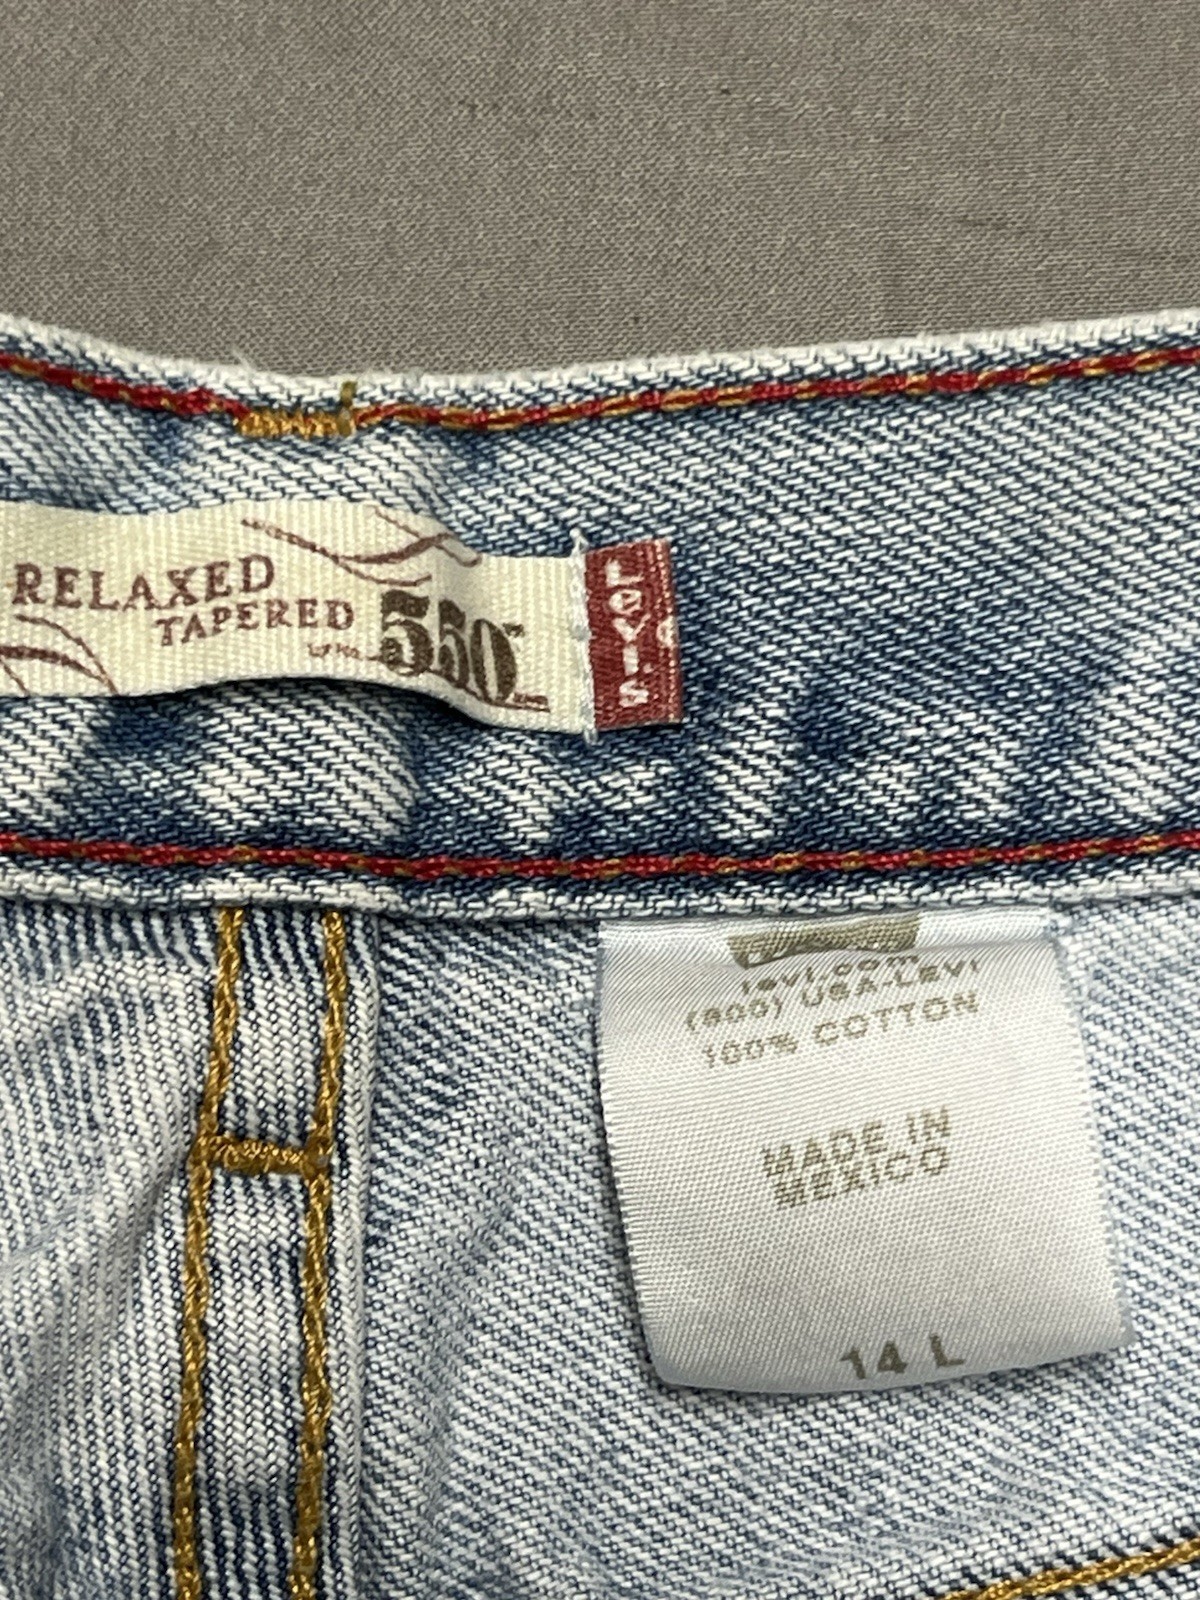 RELAXED
TAPERED
550
LEVI'S
levi.com
(800) USA-LEVI
100% COTTON
MADE IN
MEXICO
14 L